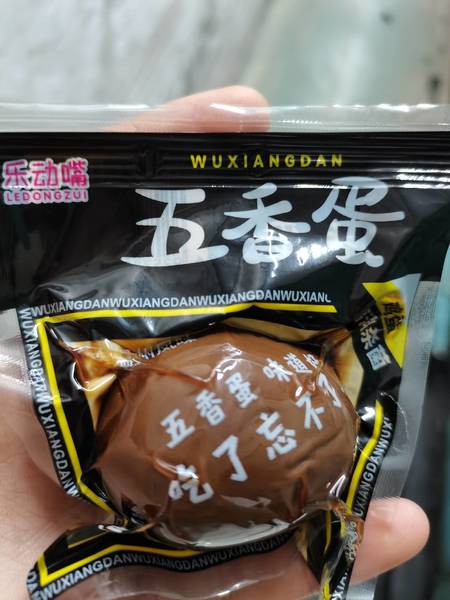 WUXIANGDAN
乐动嘴
LEDONGZUI
五香蛋
WUXIANGDANWUXIANGDANWUXIANGDANWUXIANG
五香蛋 味道好
吃了忘不了
WUXIANGDANWUXIANGDANWUXIANGDANWUXIANG